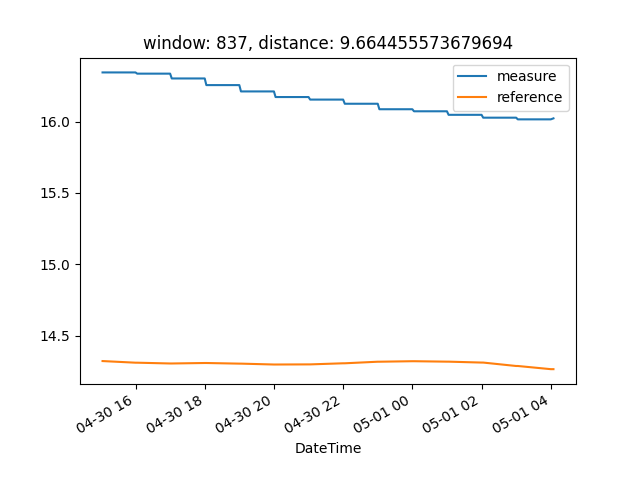 window: 837, distance: 9.664455573679694
measure
reference
16.0
15.5
15.0
14.5
04-30 16
04-30 18
04-30 20
04-30 22
05-01 00
05-01 02
05-01 04
DateTime